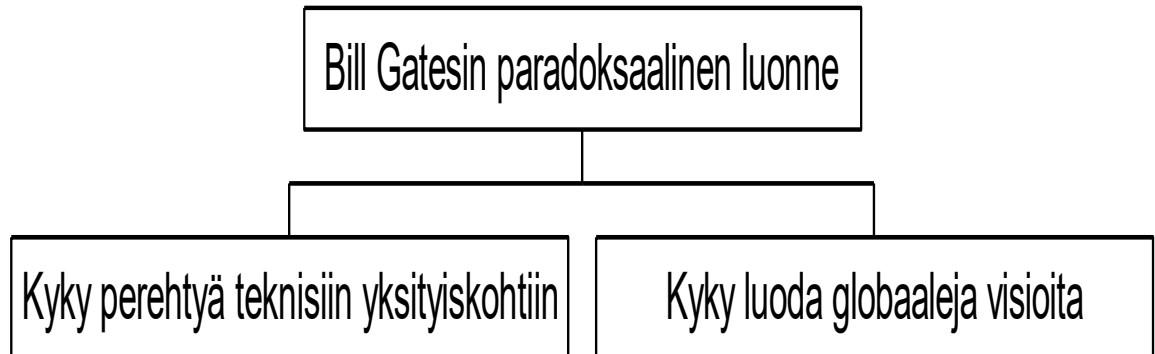 Bill Gatesin paradoksaalinen luonne
Kyky perehtyä teknisiin yksityiskohtiin
Kyky luoda globaaleja visioita